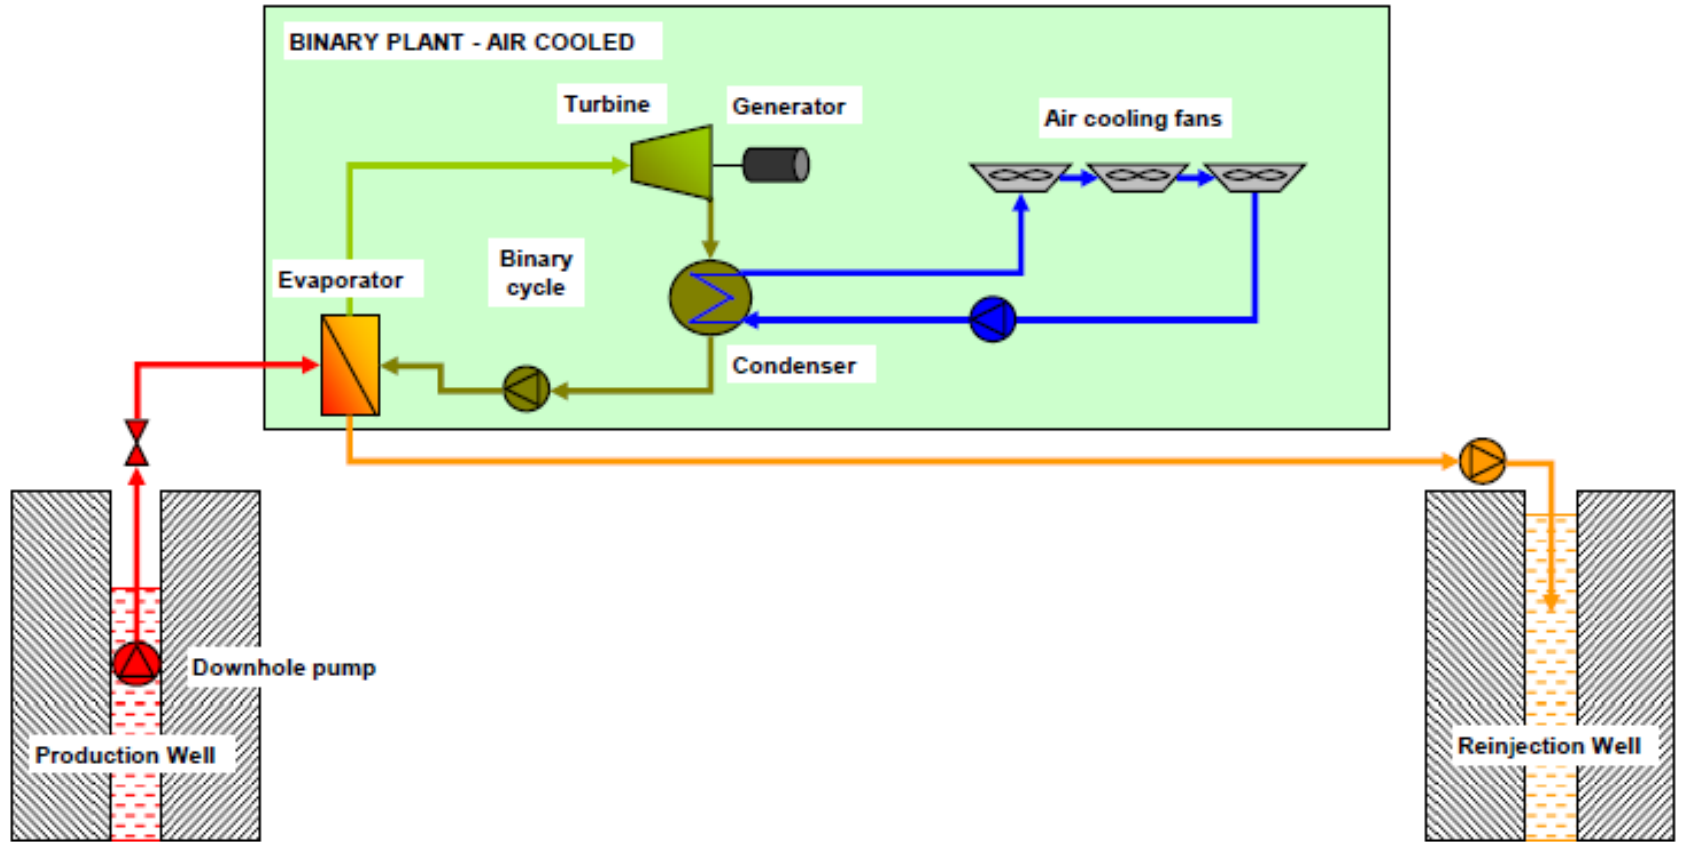 BINARY PLANT - AIR COOLED
Turbine
Generator
Air cooling fans
Binary
cycle
Evaporator
Condenser
Downhole pump
Production Well
Reinjection Well